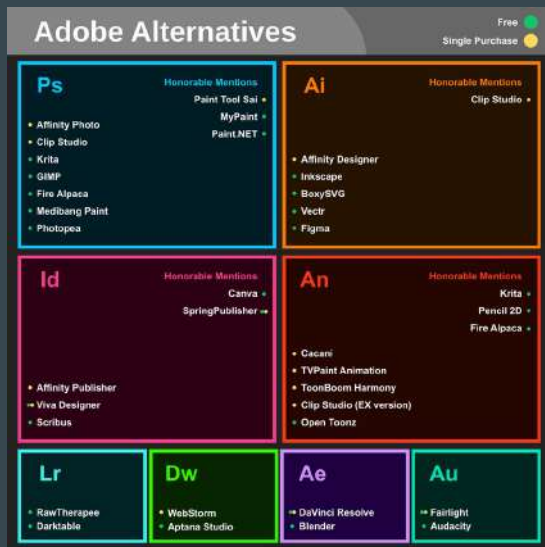 Adobe Alternatives
Free
Single Purchase
Ps
Honorable Mentions
Paint Tool Sai
MyPaint
Paint.NET
Affinity Photo
Clip Studio
Krita
GIMP
Fire Alpaca
Medibang Paint
Photopea
Ai
Honorable Mentions
Clip Studio
Affinity Designer
Inkscape
BoxySVG
Vectr
Figma
Id
Honorable Mentions
Canva
SpringPublisher
Affinity Publisher
Viva Designer
Scribus
An
Honorable Mentions
Krita
Pencil 2D
Fire Alpaca
Cacani
TVPaint Animation
ToonBoom Harmony
Clip Studio (EX version)
Open Toonz
Lr
RawTherapee
Darktable
Dw
WebStorm
Aptana Studio
Ae
DaVinci Resolve
Blender
Au
Fairlight
Audacity